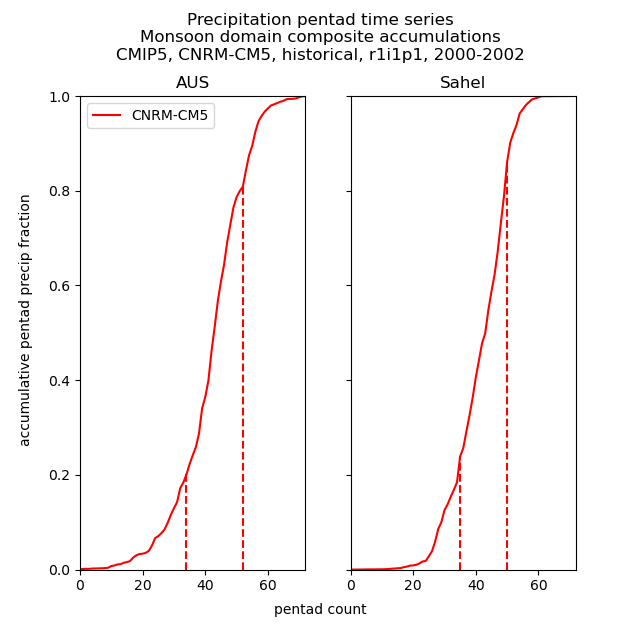 Precipitation pentad time series
Monsoon domain composite accumulations
CMIP5, CNRM-CM5, historical, r1i1p1, 2000-2002
AUS
Sahel
CNRM-CM5
accumulative pentad precip fraction
1.0
0.8
0.6
0.4
0.2
0.0
0 20 40 60
0 20 40 60
pentad count